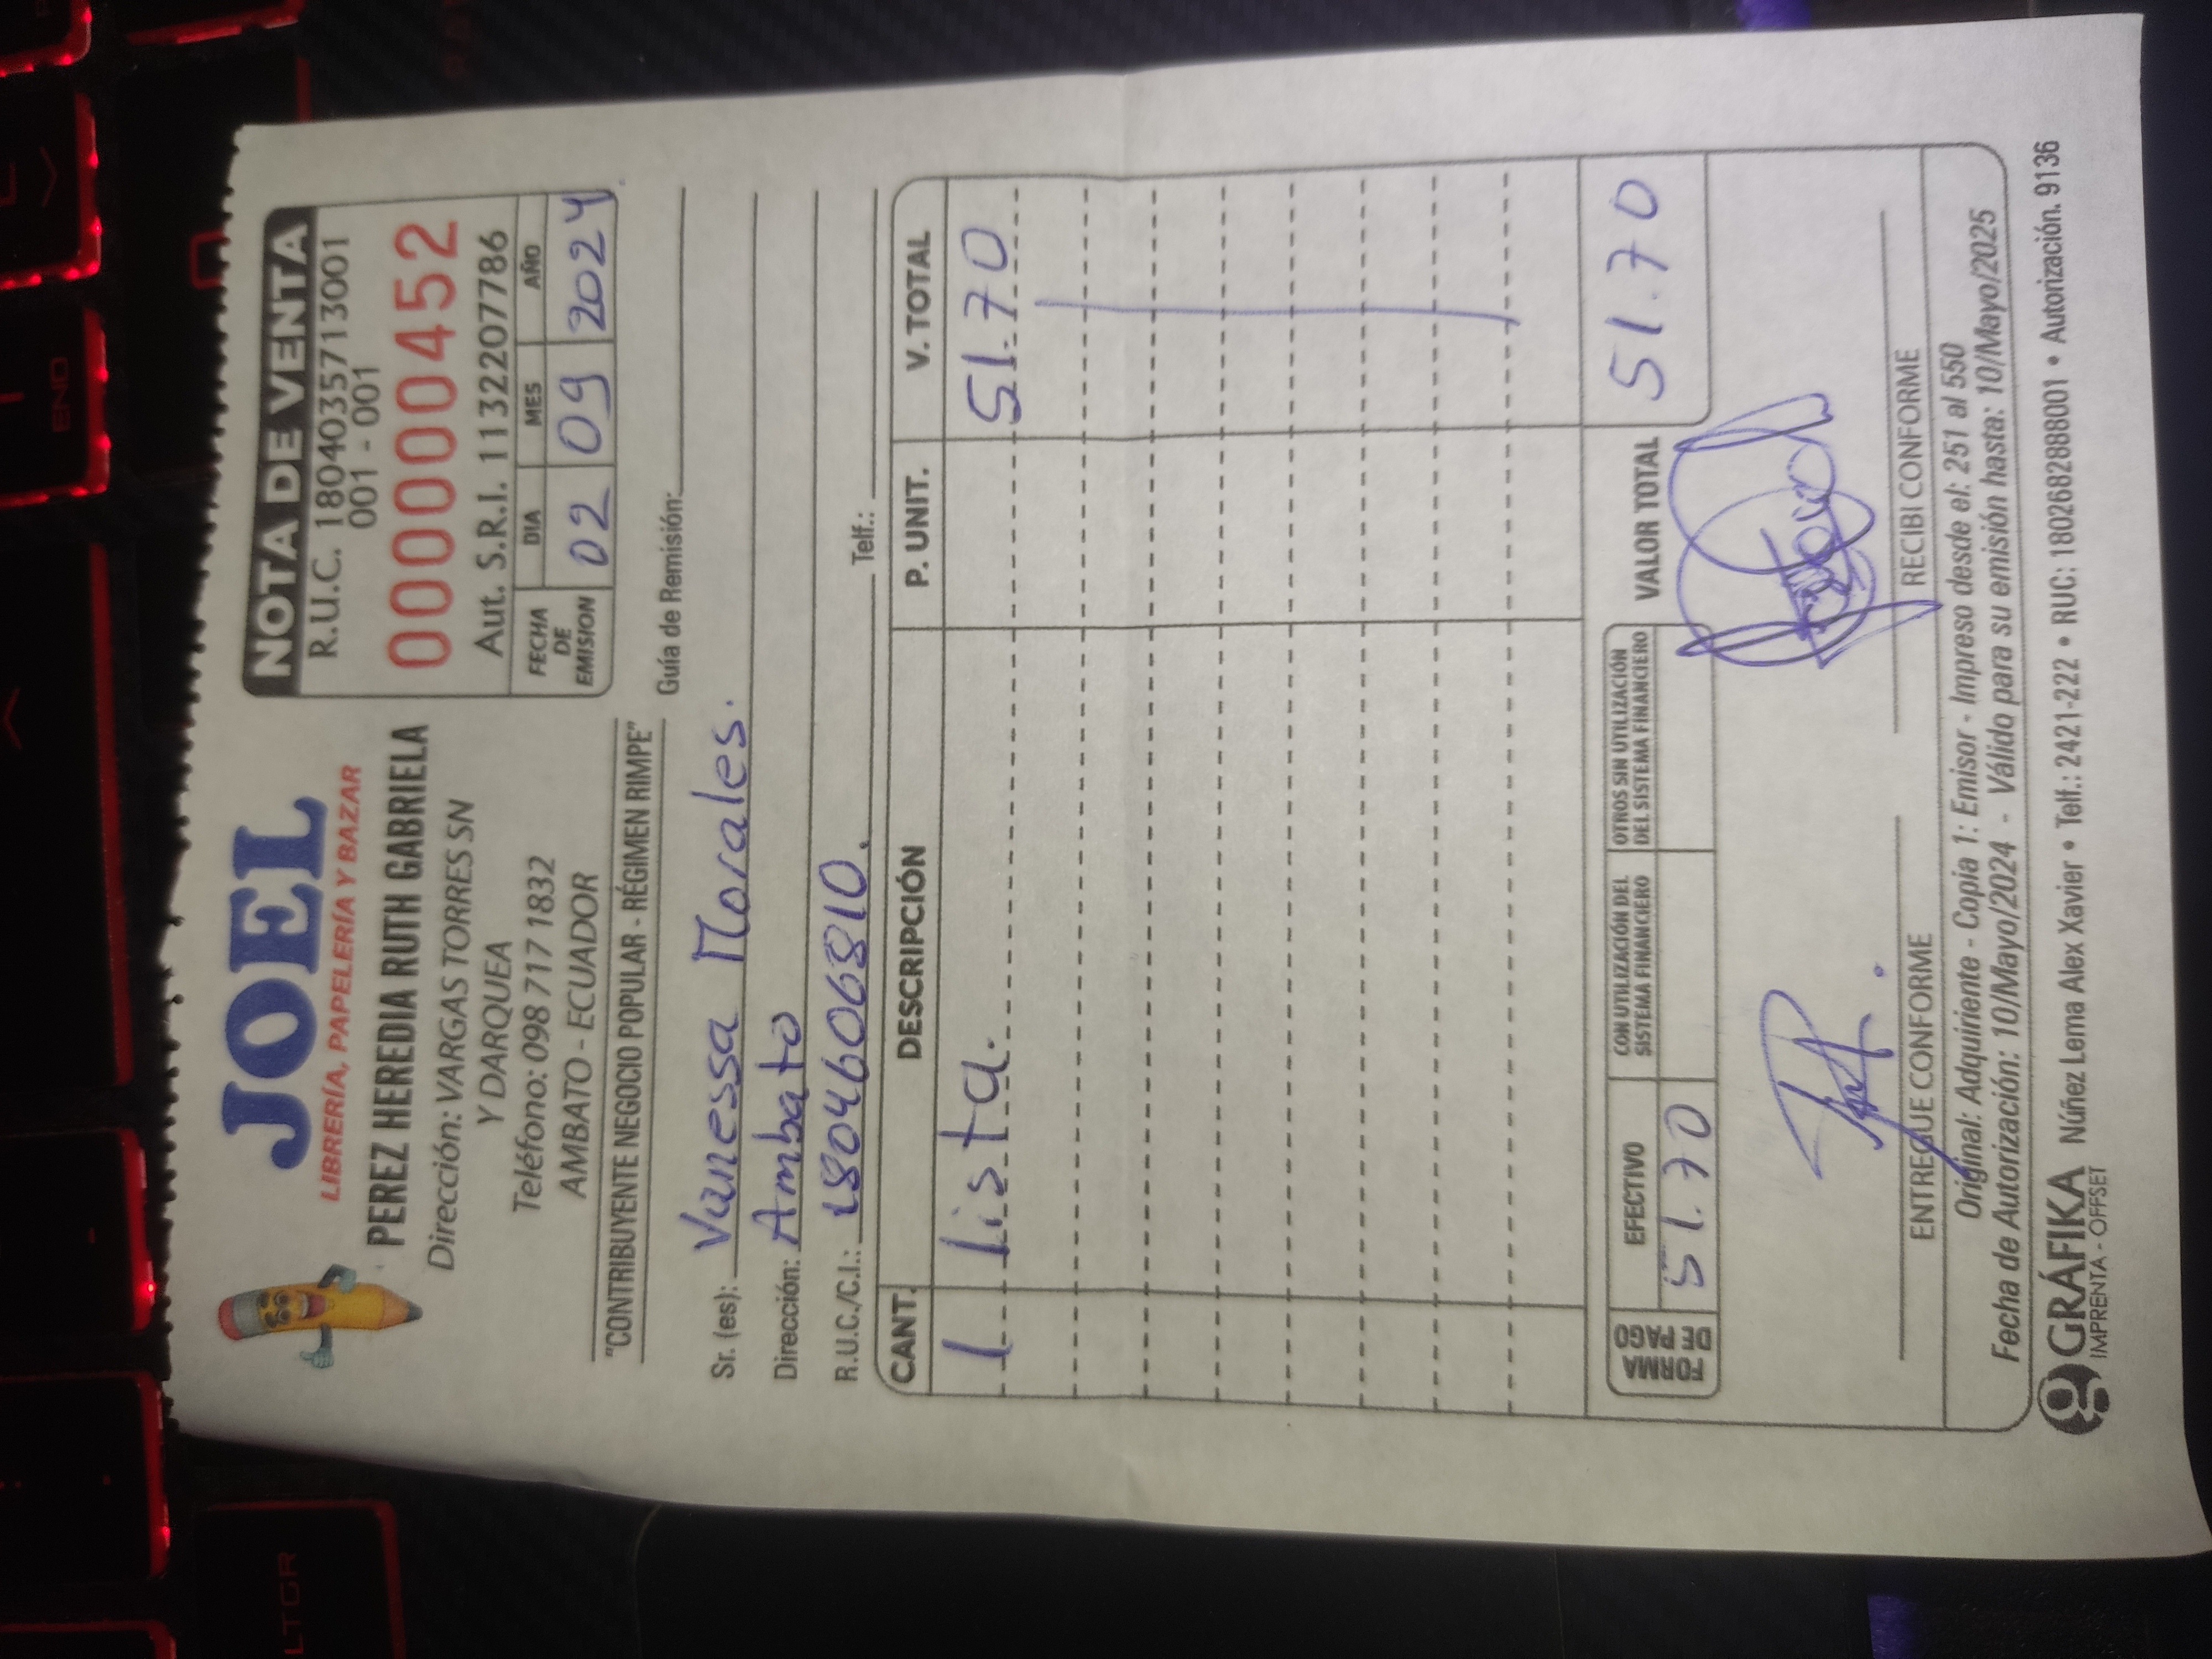 JOEL
LIBRERÍA, PAPELERÍA Y BAZAR
PEREZ HEREDIA RUTH GABRIELA
Dirección: VARGAS TORRES SN
Y DARQUEA
Teléfono: 098 717 1832
AMBATO - ECUADOR
"CONTRIBUYENTE NEGOCIO POPULAR - RÉGIMEN RIMPE"
NOTA DE VENTA
R.U.C. 1804035713001
001 - 001
000000452
Aut. S.R.I. 1132207786
FECHA DE EMISION DIA MES AÑO
02 09 2024
Guía de Remisión:
Sr. (es): Vanessa Morales.
Dirección: Ambato
R.U.C./C.I.: 1804606810. Telf.:
CANT. DESCRIPCIÓN P. UNIT. V. TOTAL
1 lista. 51.70
FORMA DE PAGO
EFECTIVO
51.70
CON UTILIZACIÓN DEL
SISTEMA FINANCIERO
OTROS SIN UTILIZACIÓN
DEL SISTEMA FINANCIERO
VALOR TOTAL 51.70
ENTREGUE CONFORME
RECIBI CONFORME
Original: Adquiriente - Copia 1: Emisor - Impreso desde el: 251 al 550
Fecha de Autorización: 10/Mayo/2024 - Válido para su emisión hasta: 10/Mayo/2025
GRÁFIKA
IMPRENTA - OFFSET
Núñez Lema Alex Xavier • Telf.: 2421-222 • RUC: 1802682888001 • Autorización. 9136
END